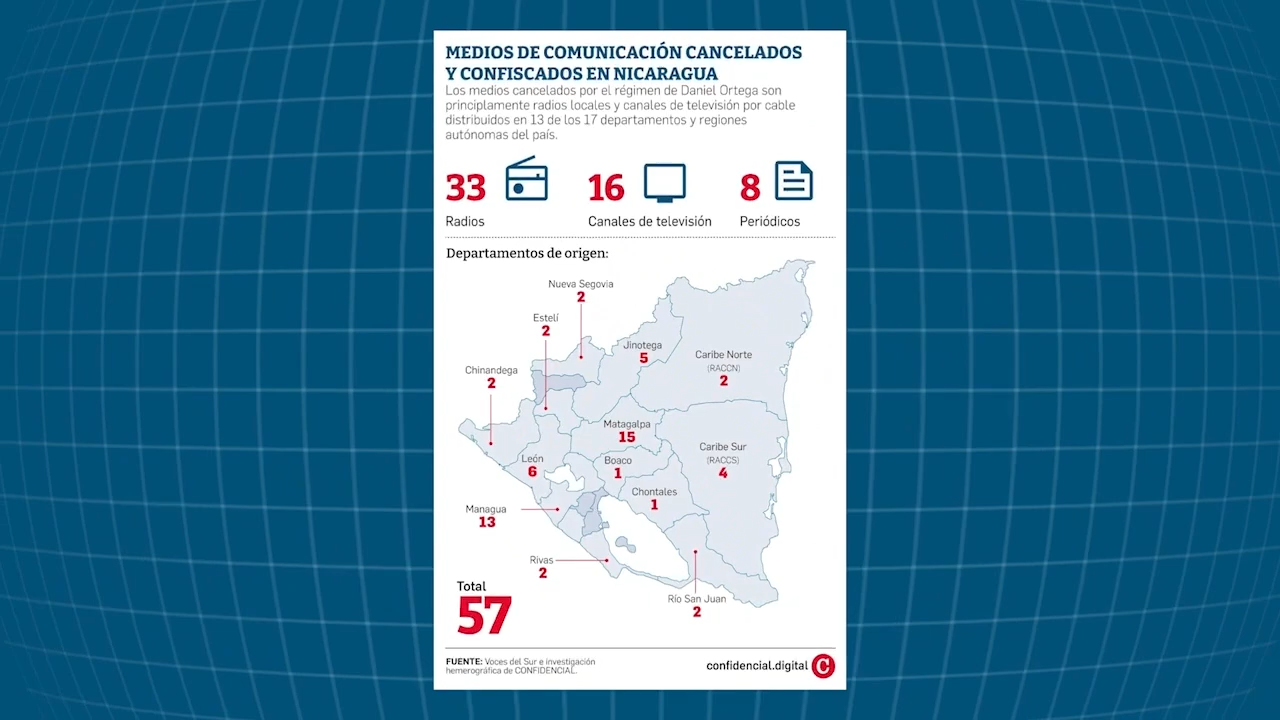 MEDIOS DE COMUNICACIÓN CANCELADOS
Y CONFISCADOS EN NICARAGUA
Los medios cancelados por el régimen de Daniel Ortega son
principlamente radios locales y canales de televisión por cable
distribuidos en 13 de los 17 departamentos y regiones
autónomas del país.
33
Radios
16
Canales de televisión
8
Periódicos
Departamentos de origen:
Nueva Segovia
2
Estelí
2
Jinotega
5
Caribe Norte
(RACCN)
2
Chinandega
2
Matagalpa
15
Caribe Sur
(RACCS)
4
León
6
Boaco
1
Chontales
1
Managua
13
Rivas
2
Río San Juan
2
Total
57
FUENTE: Voces del Sur e investigación
hemerográfica de CONFIDENCIAL.
confidencial.digital C